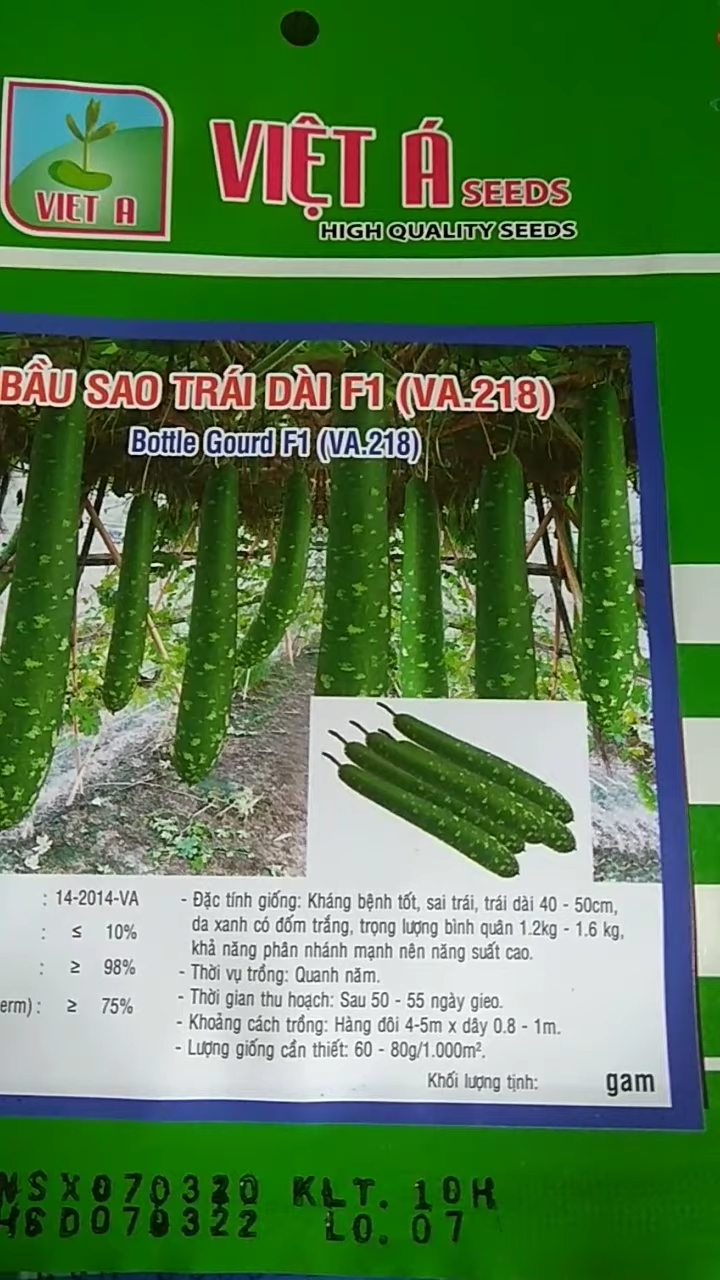 VIET A
VIỆT Á SEEDS
HIGH QUALITY SEEDS
BẦU SAO TRÁI DÀI F1 (VA.218)
Bottle Gourd F1 (VA.218)
: 14-2014-VA
: ≤ 10%
: ≥ 98%
erm) : ≥ 75%
- Đặc tính giống: Kháng bệnh tốt, sai trái, trái dài 40 - 50cm,
da xanh có đốm trắng, trọng lượng bình quân 1.2kg - 1.6 kg,
khả năng phân nhánh mạnh nên năng suất cao.
- Thời vụ trồng: Quanh năm.
- Thời gian thu hoạch: Sau 50 - 55 ngày gieo.
- Khoảng cách trồng: Hàng đôi 4-5m x dây 0.8 - 1m.
- Lượng giống cần thiết: 60 - 80g/1.000m².
Khối lượng tịnh: gam
NSX070320 KLT. 10H
HSD070322 LO. 07